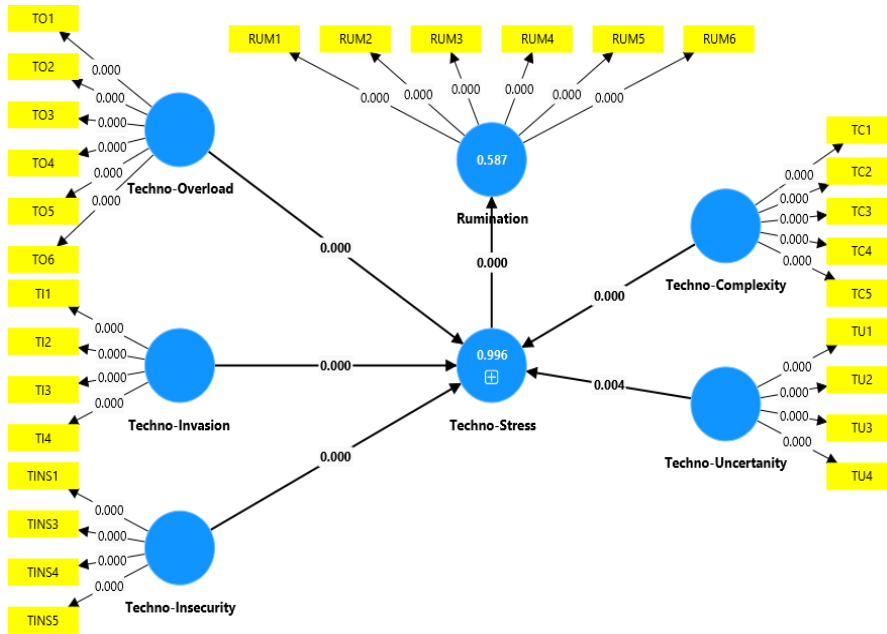 TO1
TO2
TO3
TO4
TO5
TO6
0.000
0.000
0.000
0.000
0.000
0.000
Techno-Overload
RUM1
RUM2
RUM3
RUM4
RUM5
RUM6
0.000
0.000
0.000
0.000
0.000
0.000
0.587
Rumination
TC1
TC2
TC3
TC4
TC5
0.000
0.000
0.000
0.000
0.000
Techno-Complexity
0.000
0.000
0.000
TI1
TI2
TI3
TI4
0.000
0.000
0.000
0.000
Techno-Invasion
0.000
0.996
Techno-Stress
0.004
TU1
TU2
TU3
TU4
0.000
0.000
0.000
0.000
Techno-Uncertanity
0.000
TINS1
TINS3
TINS4
TINS5
0.000
0.000
0.000
0.000
Techno-Insecurity